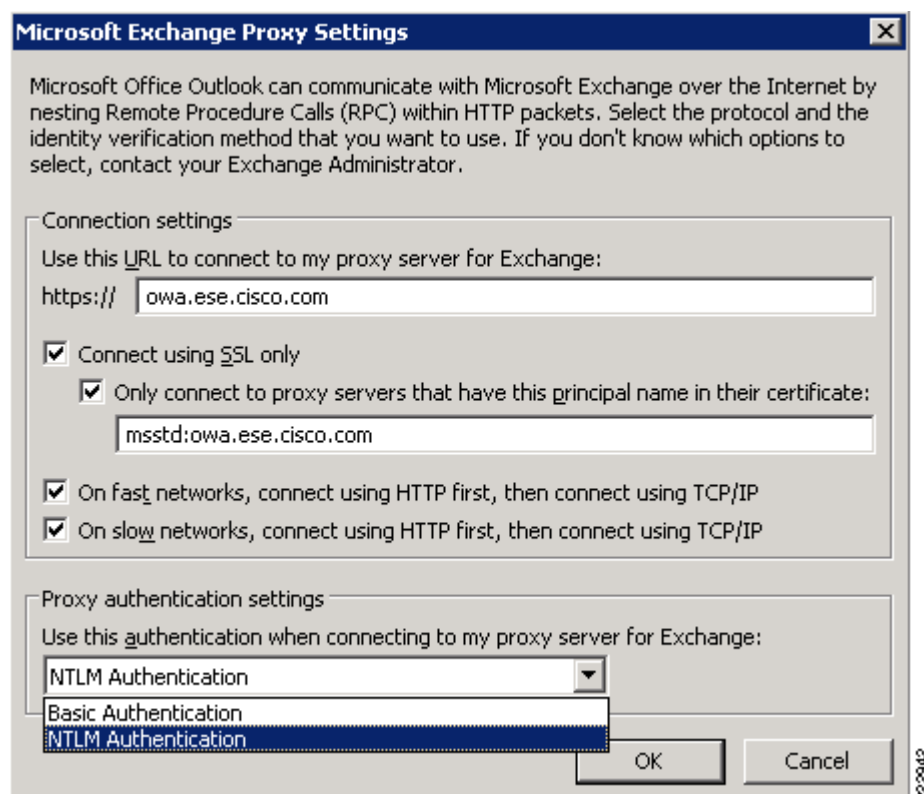 Microsoft Exchange Proxy Settings
Microsoft Office Outlook can communicate with Microsoft Exchange over the Internet by
nesting Remote Procedure Calls (RPC) within HTTP packets. Select the protocol and the
identity verification method that you want to use. If you don't know which options to
select, contact your Exchange Administrator.
Connection settings
Use this URL to connect to my proxy server for Exchange:
https:// owa.ese.cisco.com
Connect using SSL only
Only connect to proxy servers that have this principal name in their certificate:
msstd:owa.ese.cisco.com
On fast networks, connect using HTTP first, then connect using TCP/IP
On slow networks, connect using HTTP first, then connect using TCP/IP
Proxy authentication settings
Use this authentication when connecting to my proxy server for Exchange:
NTLM Authentication
Basic Authentication
NTLM Authentication
OK Cancel